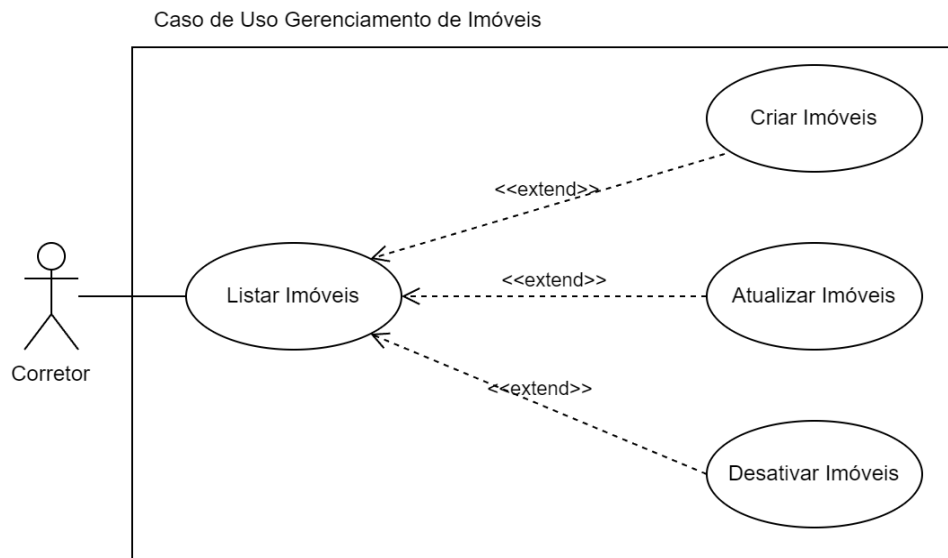 Caso de Uso Gerenciamento de Imóveis
Criar Imóveis
<<extend>>
Listar Imóveis
<<extend>>
Atualizar Imóveis
Corretor
<<extend>>
Desativar Imóveis